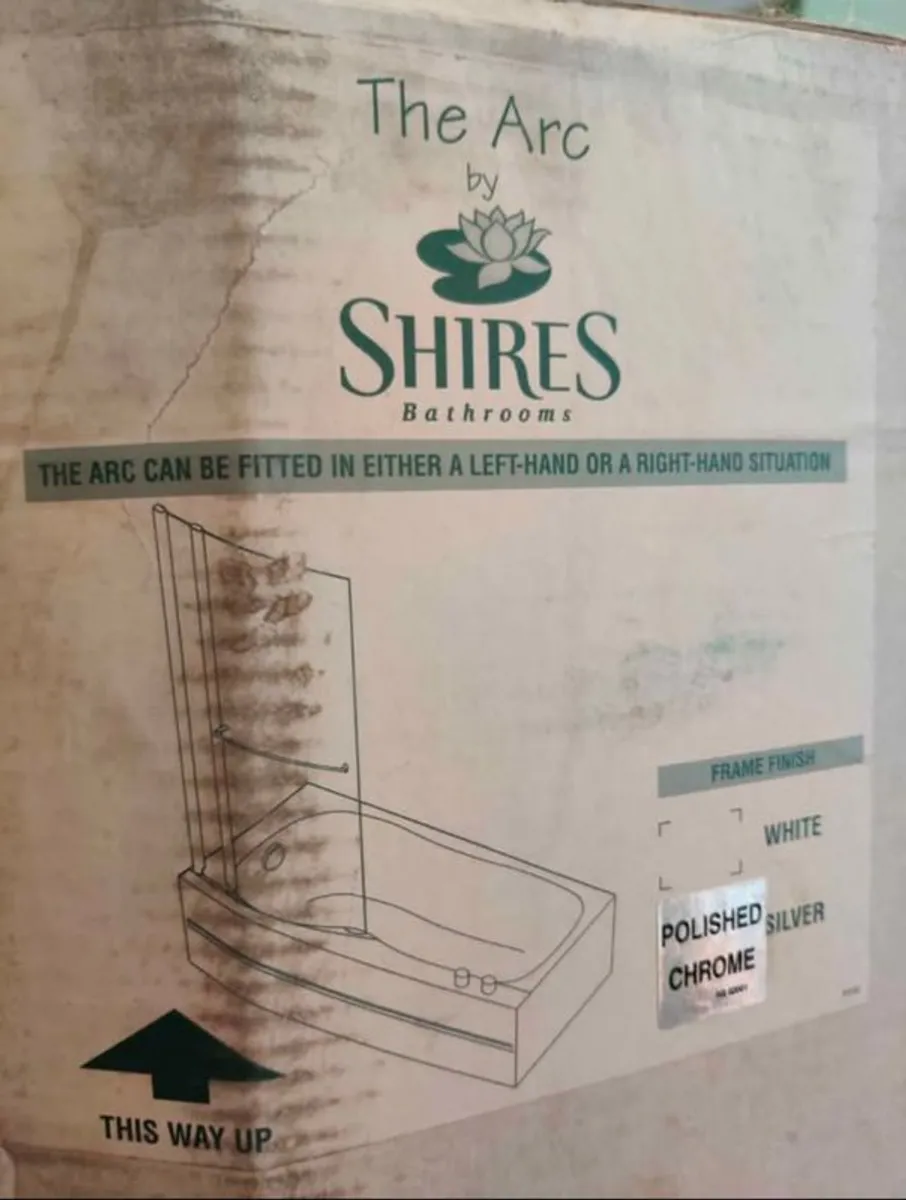 The Arc
by
SHIRES
Bathrooms
THE ARC CAN BE FITTED IN EITHER A LEFT-HAND OR A RIGHT-HAND SITUATION
FRAME FINISH
WHITE
SILVER
POLISHED
CHROME
THIS WAY UP